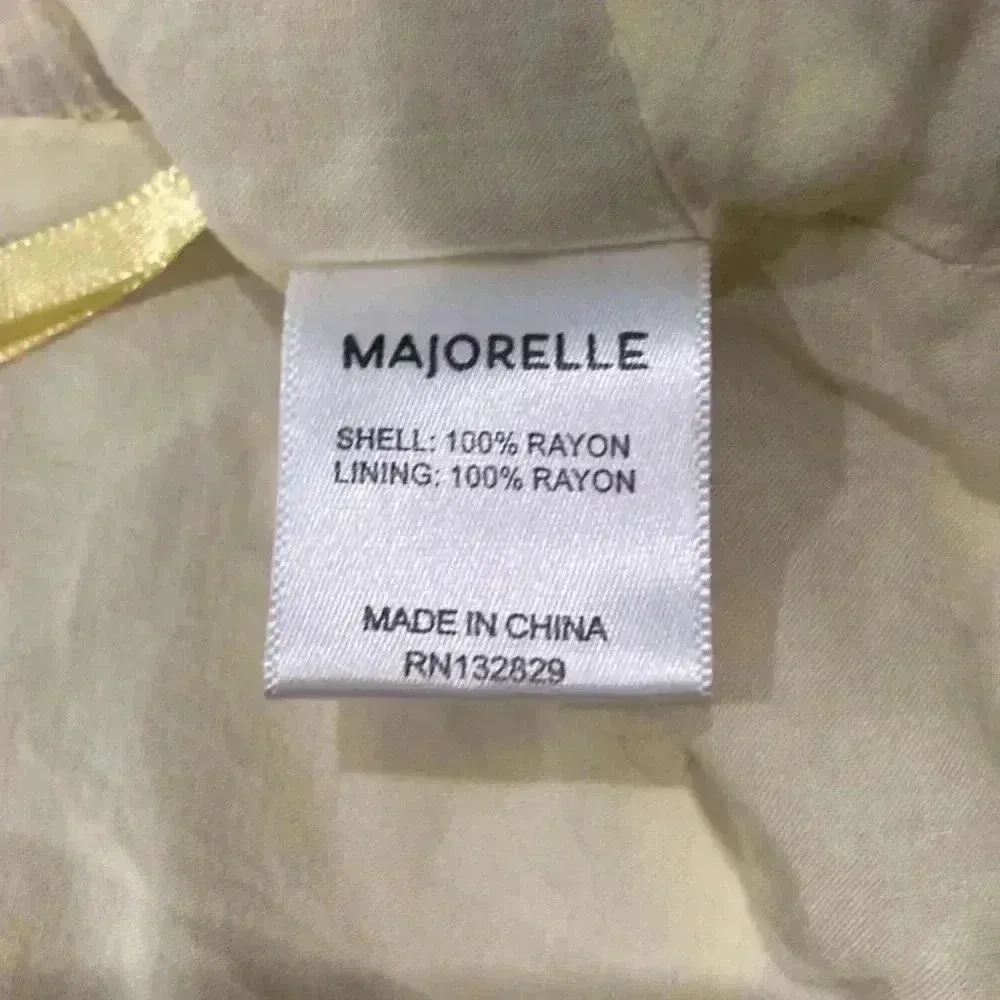 MAJORELLE
SHELL: 100% RAYON
LINING: 100% RAYON
MADE IN CHINA
RN132829